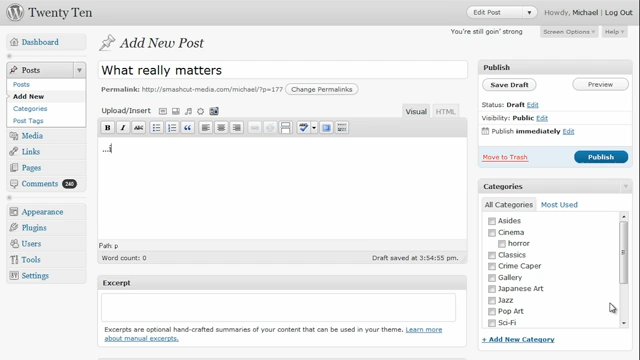 Twenty Ten
Edit Post
Howdy, Michael | Log Out
You're still goin' strong
Screen Options
Help
Dashboard
Posts
Posts
Add New
Categories
Post Tags
Media
Links
Pages
Comments 240
Appearance
Plugins
Users
Tools
Settings
Add New Post
What really matters
Permalink: http://smashcut-media.com/michael/?p=177 Change Permalinks
Upload/Insert
Visual
HTML
B I ABC
ABC
...i
Path: p
Word count: 0
Draft saved at 3:54:55 pm.
Excerpt
Excerpts are optional hand-crafted summaries of your content that can be used in your theme. Learn more
about manual excerpts.
Publish
Save Draft
Preview
Status: Draft Edit
Visibility: Public Edit
Publish immediately Edit
Move to Trash
Publish
Categories
All Categories
Most Used
Asides
Cinema
horror
Classics
Crime Caper
Gallery
Japanese Art
Jazz
Pop Art
Sci-Fi
+ Add New Category